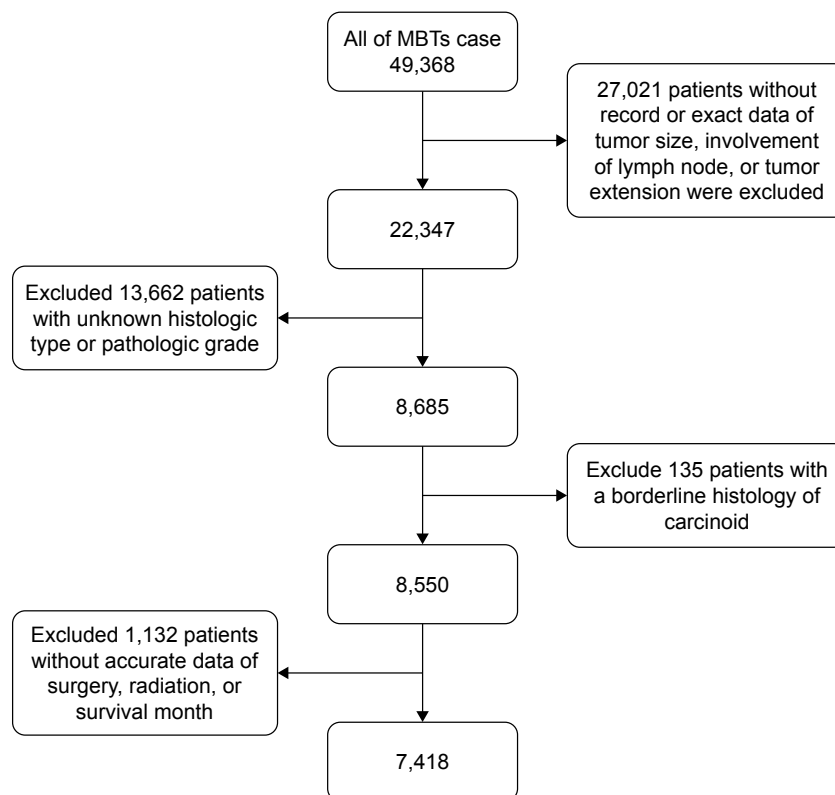 All of MBTs case
49,368
27,021 patients without
record or exact data of
tumor size, involvement
of lymph node, or tumor
extension were excluded
22,347
Excluded 13,662 patients
with unknown histologic
type or pathologic grade
8,685
Exclude 135 patients with
a borderline histology of
carcinoid
8,550
Excluded 1,132 patients
without accurate data of
surgery, radiation, or
survival month
7,418